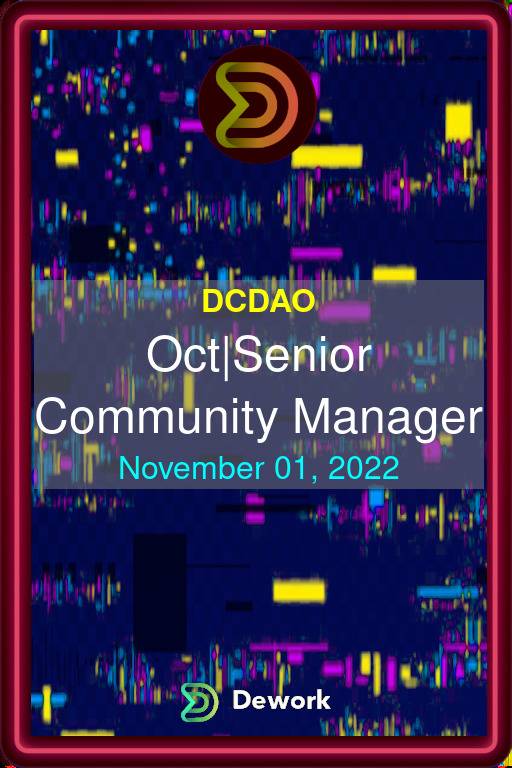 DCDAO
Oct|Senior
Community Manager
November 01, 2022
Dework